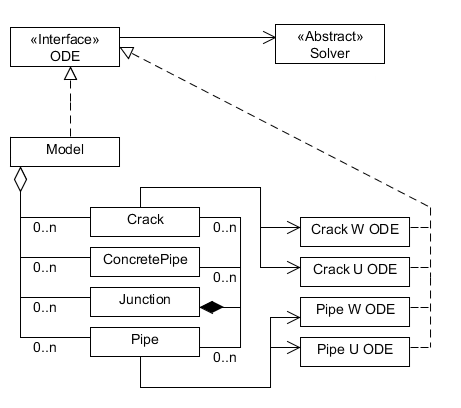 «Interface»
ODE
«Abstract»
Solver
Model
0..n
Crack
0..n
Crack W ODE
0..n
ConcretePipe
0..n
Crack U ODE
0..n
Junction
Pipe W ODE
0..n
Pipe
0..n
Pipe U ODE